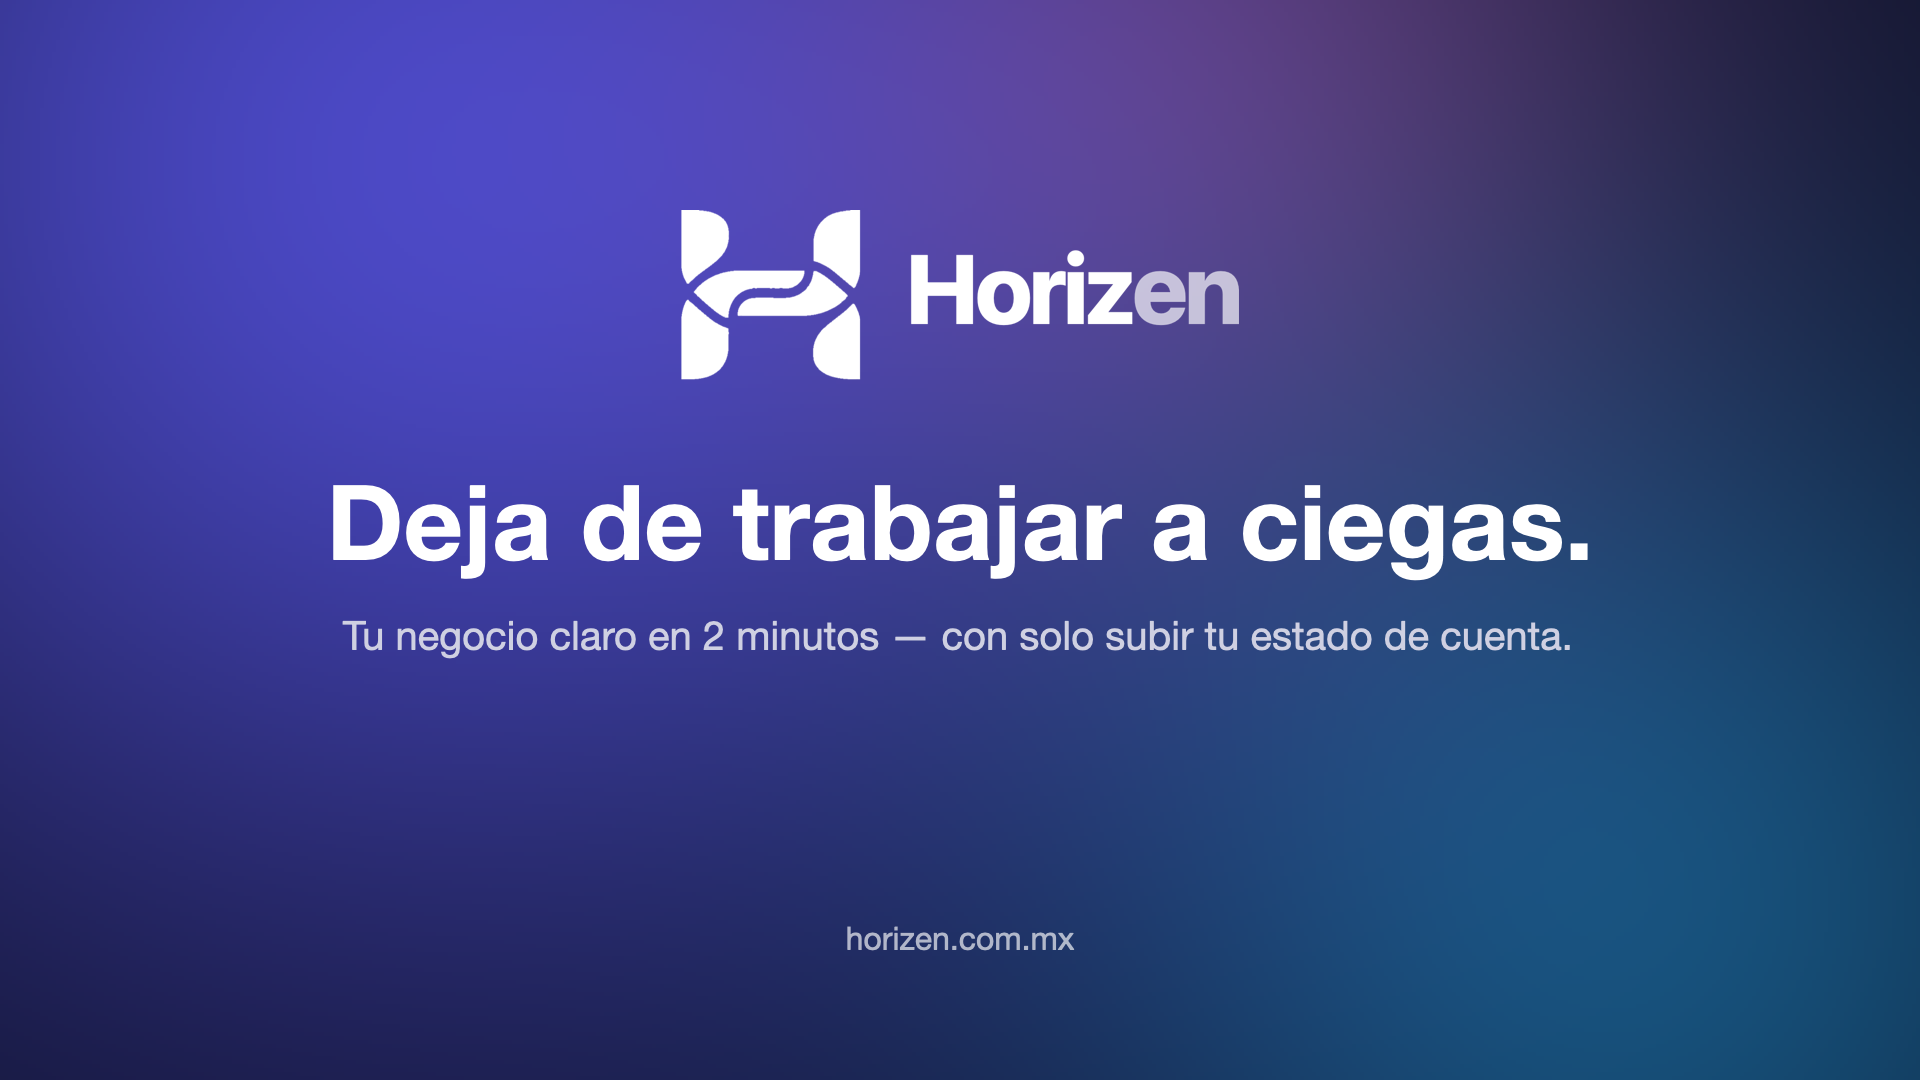 Horizen
Deja de trabajar a ciegas.
Tu negocio claro en 2 minutos — con solo subir tu estado de cuenta.
horizen.com.mx